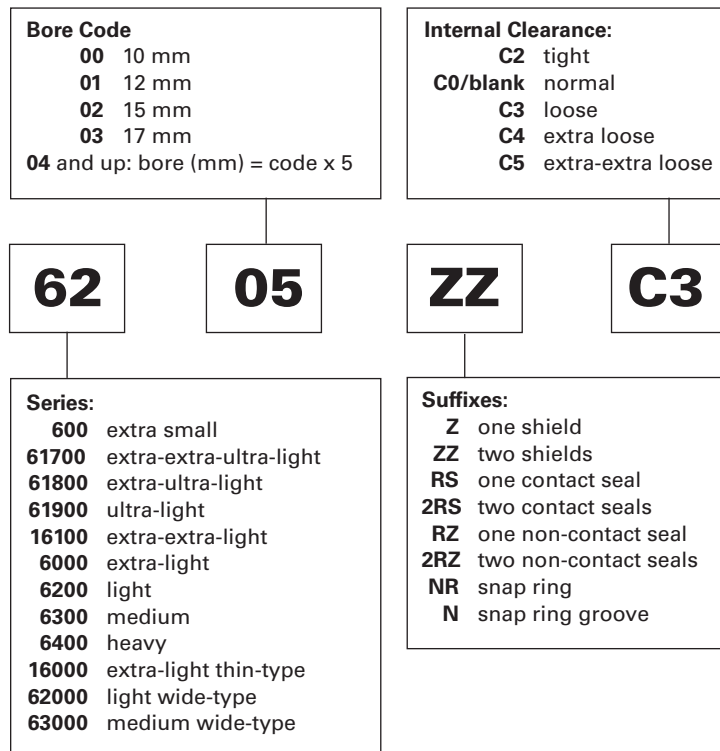 Bore Code
00 10 mm
01 12 mm
02 15 mm
03 17 mm
04 and up: bore (mm) = code x 5
Internal Clearance:
C2 tight
C0/blank normal
C3 loose
C4 extra loose
C5 extra-extra loose
62 05 ZZ C3
Series:
600 extra small
61700 extra-extra-ultra-light
61800 extra-ultra-light
61900 ultra-light
16100 extra-extra-light
6000 extra-light
6200 light
6300 medium
6400 heavy
16000 extra-light thin-type
62000 light wide-type
63000 medium wide-type
Suffixes:
Z one shield
ZZ two shields
RS one contact seal
2RS two contact seals
RZ one non-contact seal
2RZ two non-contact seals
NR snap ring
N snap ring groove